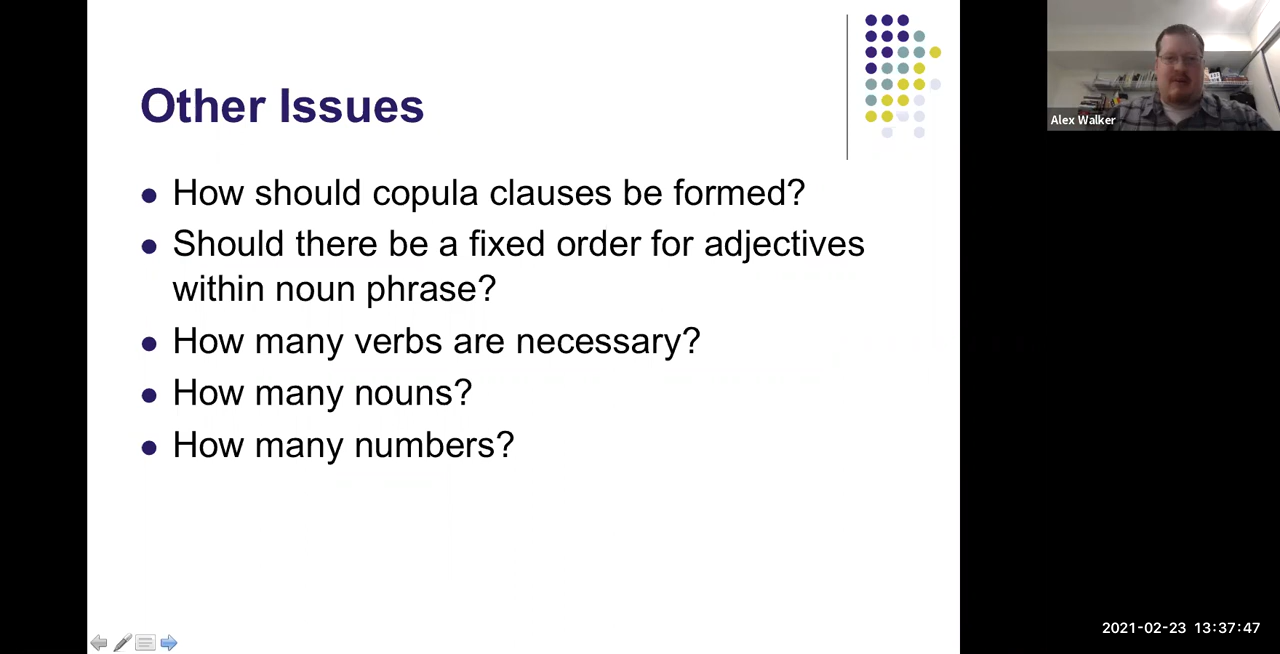 Other Issues
How should copula clauses be formed?
Should there be a fixed order for adjectives
within noun phrase?
How many verbs are necessary?
How many nouns?
How many numbers?
Alex Walker
2021-02-23 13:37:47